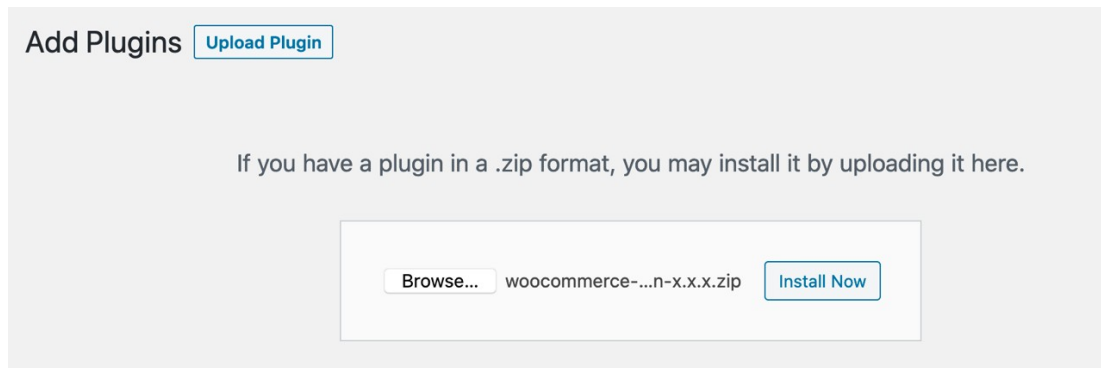 Add Plugins Upload Plugin
If you have a plugin in a .zip format, you may install it by uploading it here.
Browse... woocommerce-...n-x.x.x.zip Install Now